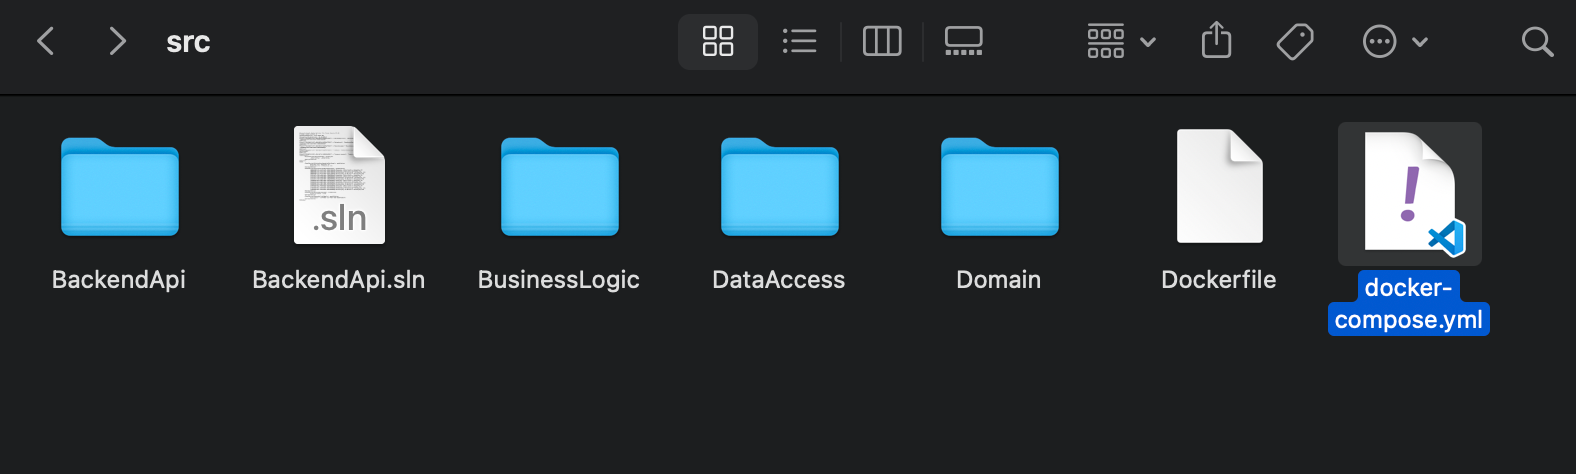 src
.sln
BackendApi
BackendApi.sln
BusinessLogic
DataAccess
Domain
Dockerfile
docker-
compose.yml